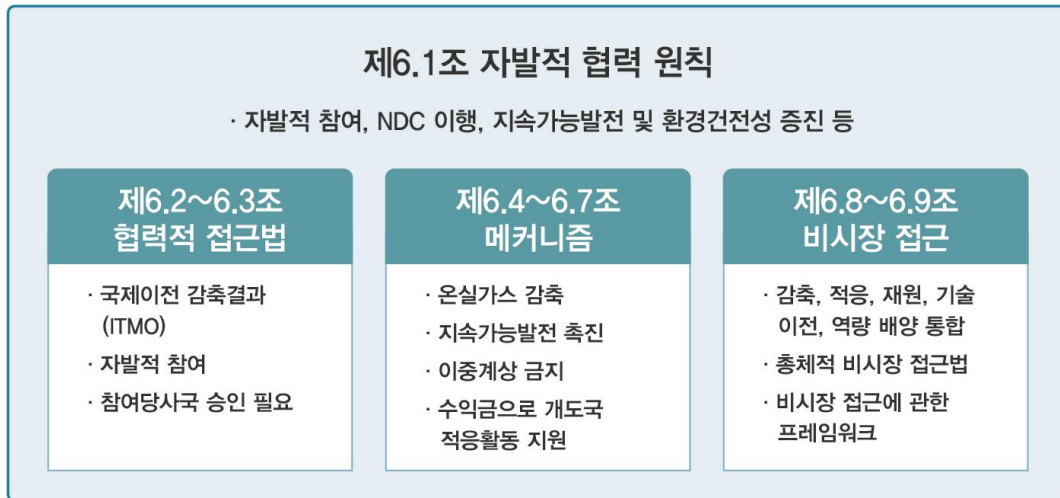 제6.1조 자발적 협력 원칙
· 자발적 참여, NDC 이행, 지속가능발전 및 환경건전성 증진 등
제6.2~6.3조
협력적 접근법
· 국제이전 감축결과
(ITMO)
· 자발적 참여
· 참여당사국 승인 필요
제6.4~6.7조
메커니즘
· 온실가스 감축
· 지속가능발전 촉진
· 이중계상 금지
· 수익금으로 개도국
적응활동 지원
제6.8~6.9조
비시장 접근
· 감축, 적응, 재원, 기술
이전, 역량 배양 통합
· 총체적 비시장 접근법
· 비시장 접근에 관한
프레임워크